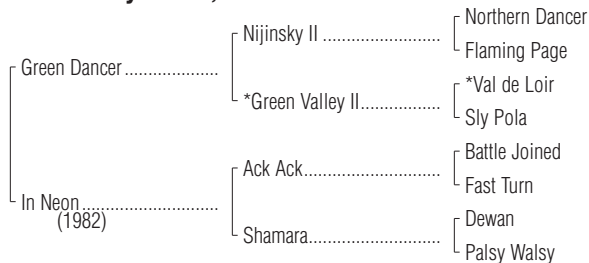 Northern Dancer
Nijinsky II ........................
Flaming Page
Green Dancer ....................
*Val de Loir
*Green Valley II.................
Sly Pola
Battle Joined
Ack Ack............................
Fast Turn
In Neon.............................
(1982)
Dewan
Shamara...........................
Palsy Walsy